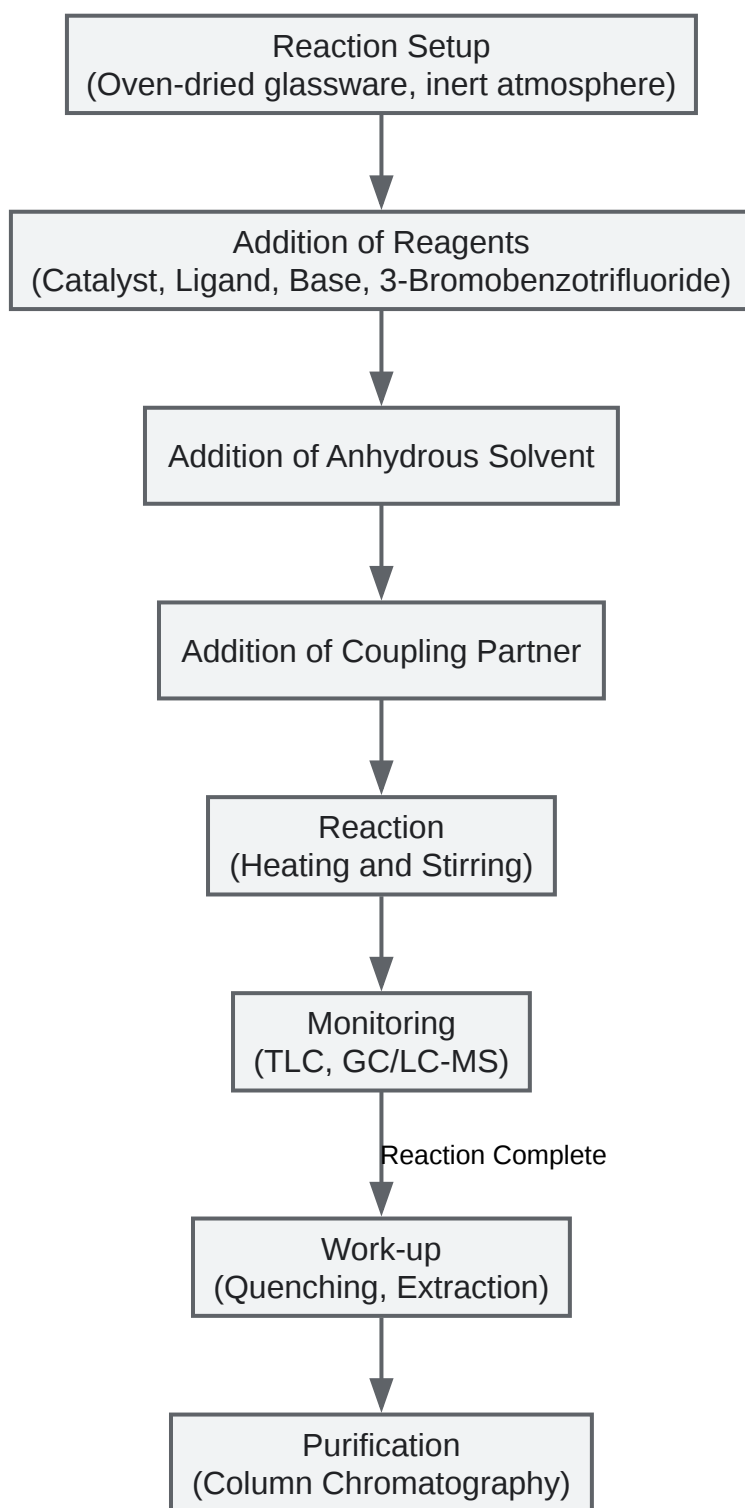 Reaction Setup
(Oven-dried glassware, inert atmosphere)
Addition of Reagents
(Catalyst, Ligand, Base, 3-Bromobenzotrifluoride)
Addition of Anhydrous Solvent
Addition of Coupling Partner
Reaction
(Heating and Stirring)
Monitoring
(TLC, GC/LC-MS)
Reaction Complete
Work-up
(Quenching, Extraction)
Purification
(Column Chromatography)